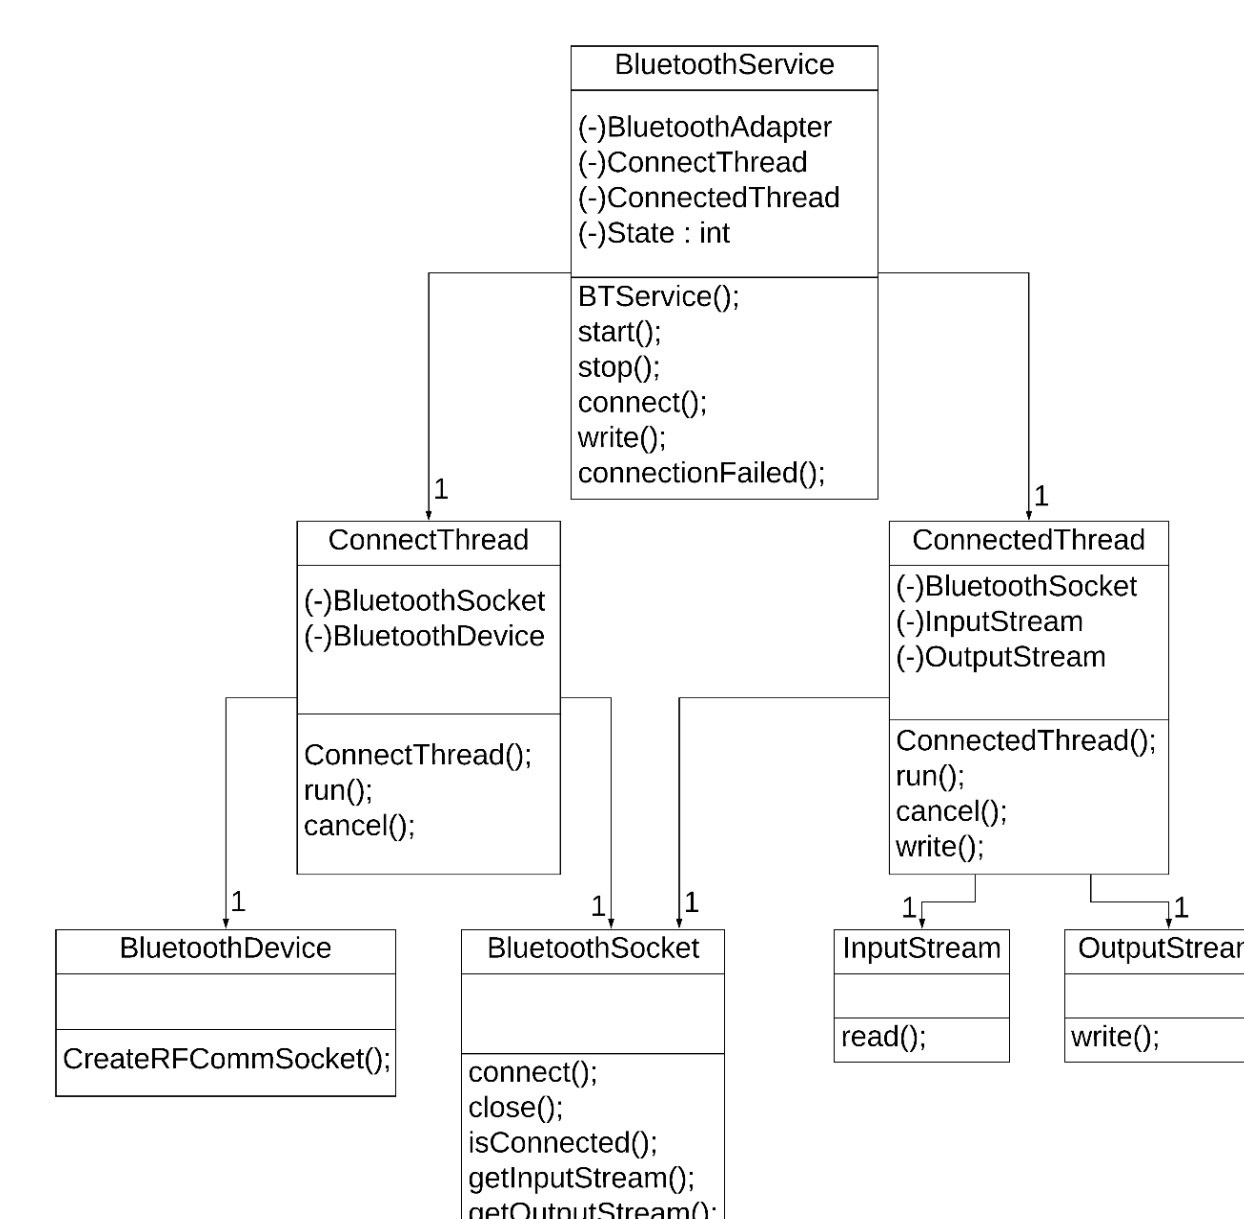 BluetoothService
(-)BluetoothAdapter
(-)ConnectThread
(-)ConnectedThread
(-)State : int
BTService();
start();
stop();
connect();
write();
connectionFailed();
1
1
ConnectThread
(-)BluetoothSocket
(-)BluetoothDevice
ConnectThread();
run();
cancel();
ConnectedThread
(-)BluetoothSocket
(-)InputStream
(-)OutputStream
ConnectedThread();
run();
cancel();
write();
1
1
1
1
1
BluetoothDevice
CreateRFCommSocket();
BluetoothSocket
connect();
close();
isConnected();
getInputStream();
getOutputStream();
InputStream
read();
OutputStrear
write();